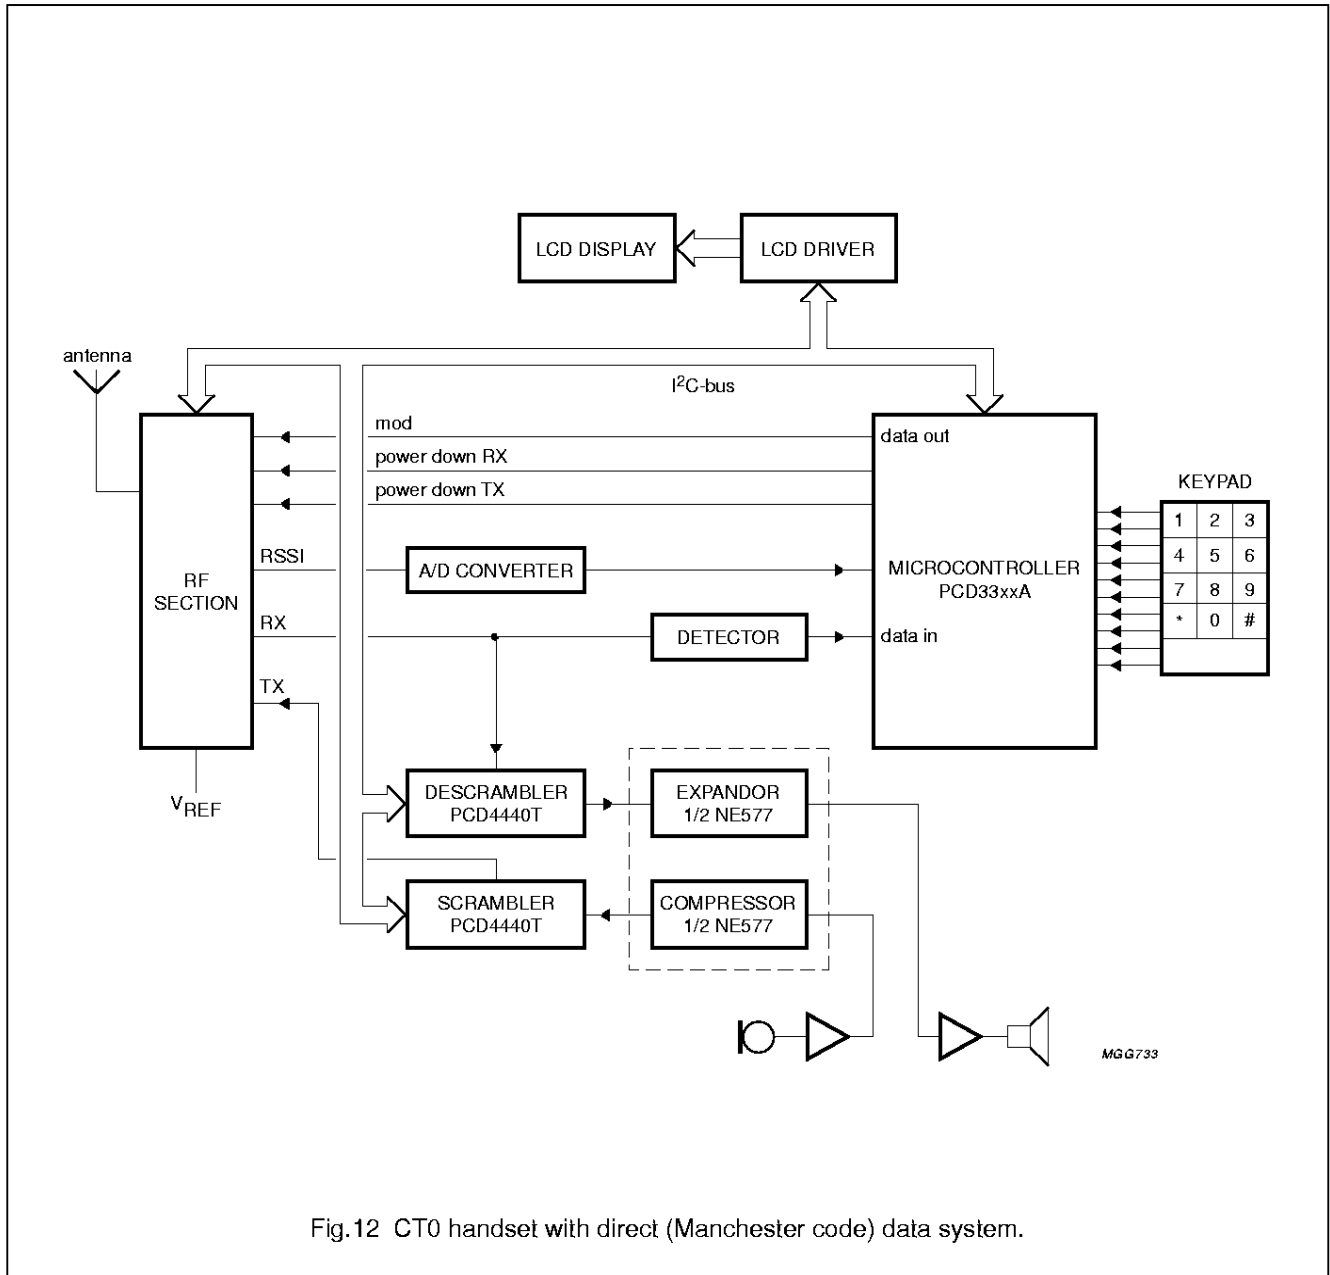 LCD DISPLAY
LCD DRIVER
antenna
I²C-bus
mod
data out
power down RX
power down TX
KEYPAD
1 2 3
4 5 6
7 8 9
* 0 #
RSSI
A/D CONVERTER
MICROCONTROLLER
PCD33xxA
RF
SECTION
RX
DETECTOR
data in
TX
VREF
DESCRAMBLER
PCD4440T
EXPANDOR
1/2 NE577
SCRAMBLER
PCD4440T
COMPRESSOR
1/2 NE577
MGG733
Fig.12 CT0 handset with direct (Manchester code) data system.